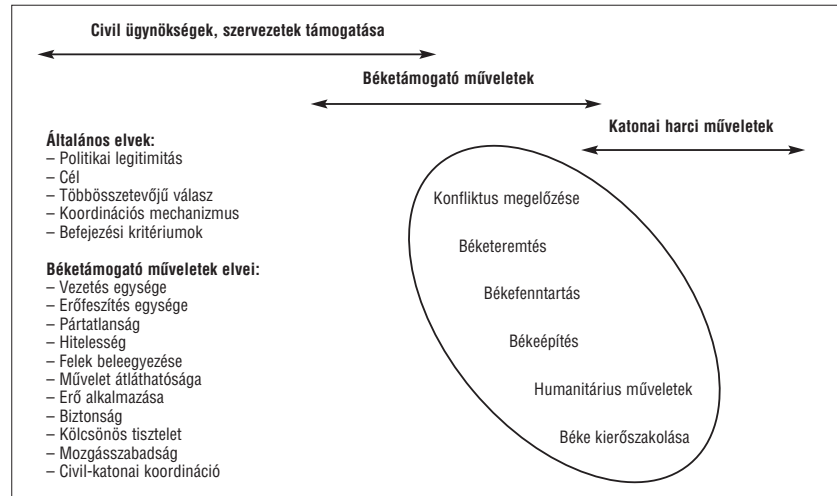 Civil ügynökségek, szervezetek támogatása
Béketámogató műveletek
Katonai harci műveletek
Általános elvek:
– Politikai legitimitás
– Cél
– Többösszetevőjű válasz
– Koordinációs mechanizmus
– Befejezési kritériumok
Béketámogató műveletek elvei:
– Vezetés egysége
– Erőfeszítés egysége
– Pártatlanság
– Hitelesség
– Felek beleegyezése
– Művelet átláthatósága
– Erő alkalmazása
– Biztonság
– Kölcsönös tisztelet
– Mozgásszabadság
– Civil-katonai koordináció
Konfliktus megelőzése
Béketeremtés
Békefenntartás
Békeépítés
Humanitárius műveletek
Béke kierőszakolása